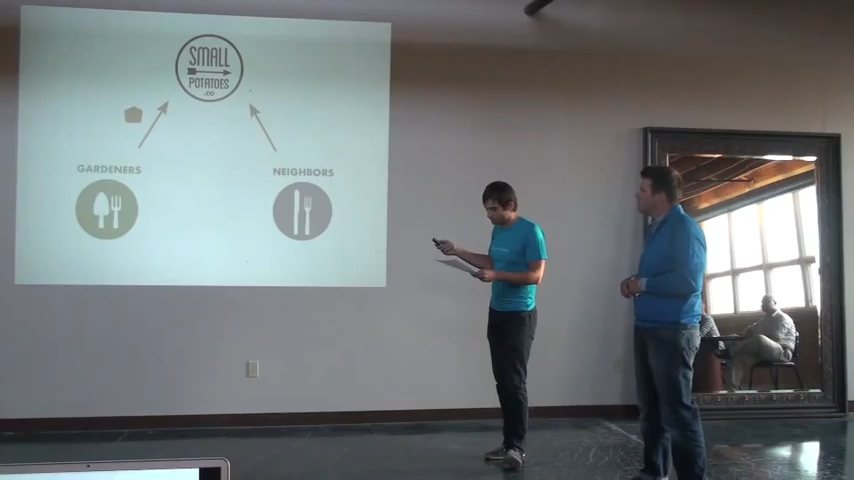 SMALL
POTATOES
.CO
GARDENERS
NEIGHBORS